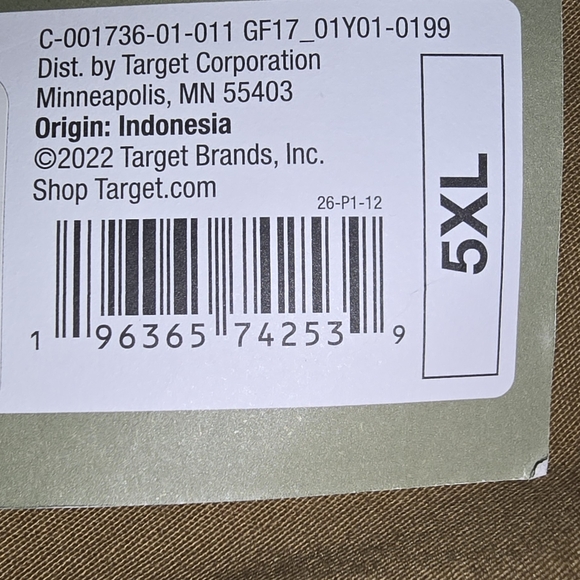 C-001736-01-011 GF17_01Y01-0199
Dist. by Target Corporation
Minneapolis, MN 55403
Origin: Indonesia
©2022 Target Brands, Inc.
Shop Target.com
26-P1-12
1 96365 74253 9
5XL